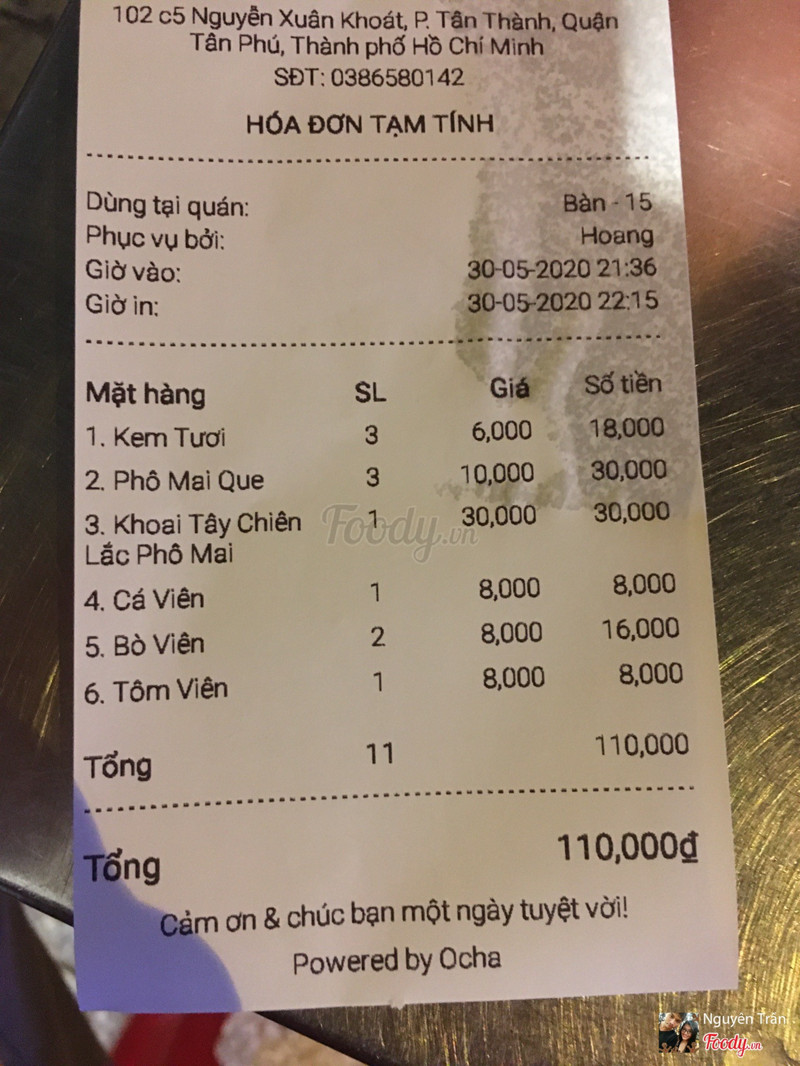 102 c5 Nguyễn Xuân Khoát, P. Tân Thành, Quận
Tân Phú, Thành phố Hồ Chí Minh
SĐT: 0386580142
HÓA ĐƠN TẠM TÍNH
Dùng tại quán: Bàn - 15
Phục vụ bởi: Hoang
Giờ vào: 30-05-2020 21:36
Giờ in: 30-05-2020 22:15
Mặt hàng SL Giá Số tiền
1. Kem Tươi 3 6,000 18,000
2. Phô Mai Que 3 10,000 30,000
3. Khoai Tây Chiên 1 30,000 30,000
Lắc Phô Mai
4. Cá Viên 1 8,000 8,000
5. Bò Viên 2 8,000 16,000
6. Tôm Viên 1 8,000 8,000
Tổng 11 110,000
Tổng 110,000đ
Cảm ơn & chúc bạn một ngày tuyệt vời!
Powered by Ocha
Foody.vn
Nguyên Trân
Foody.vn